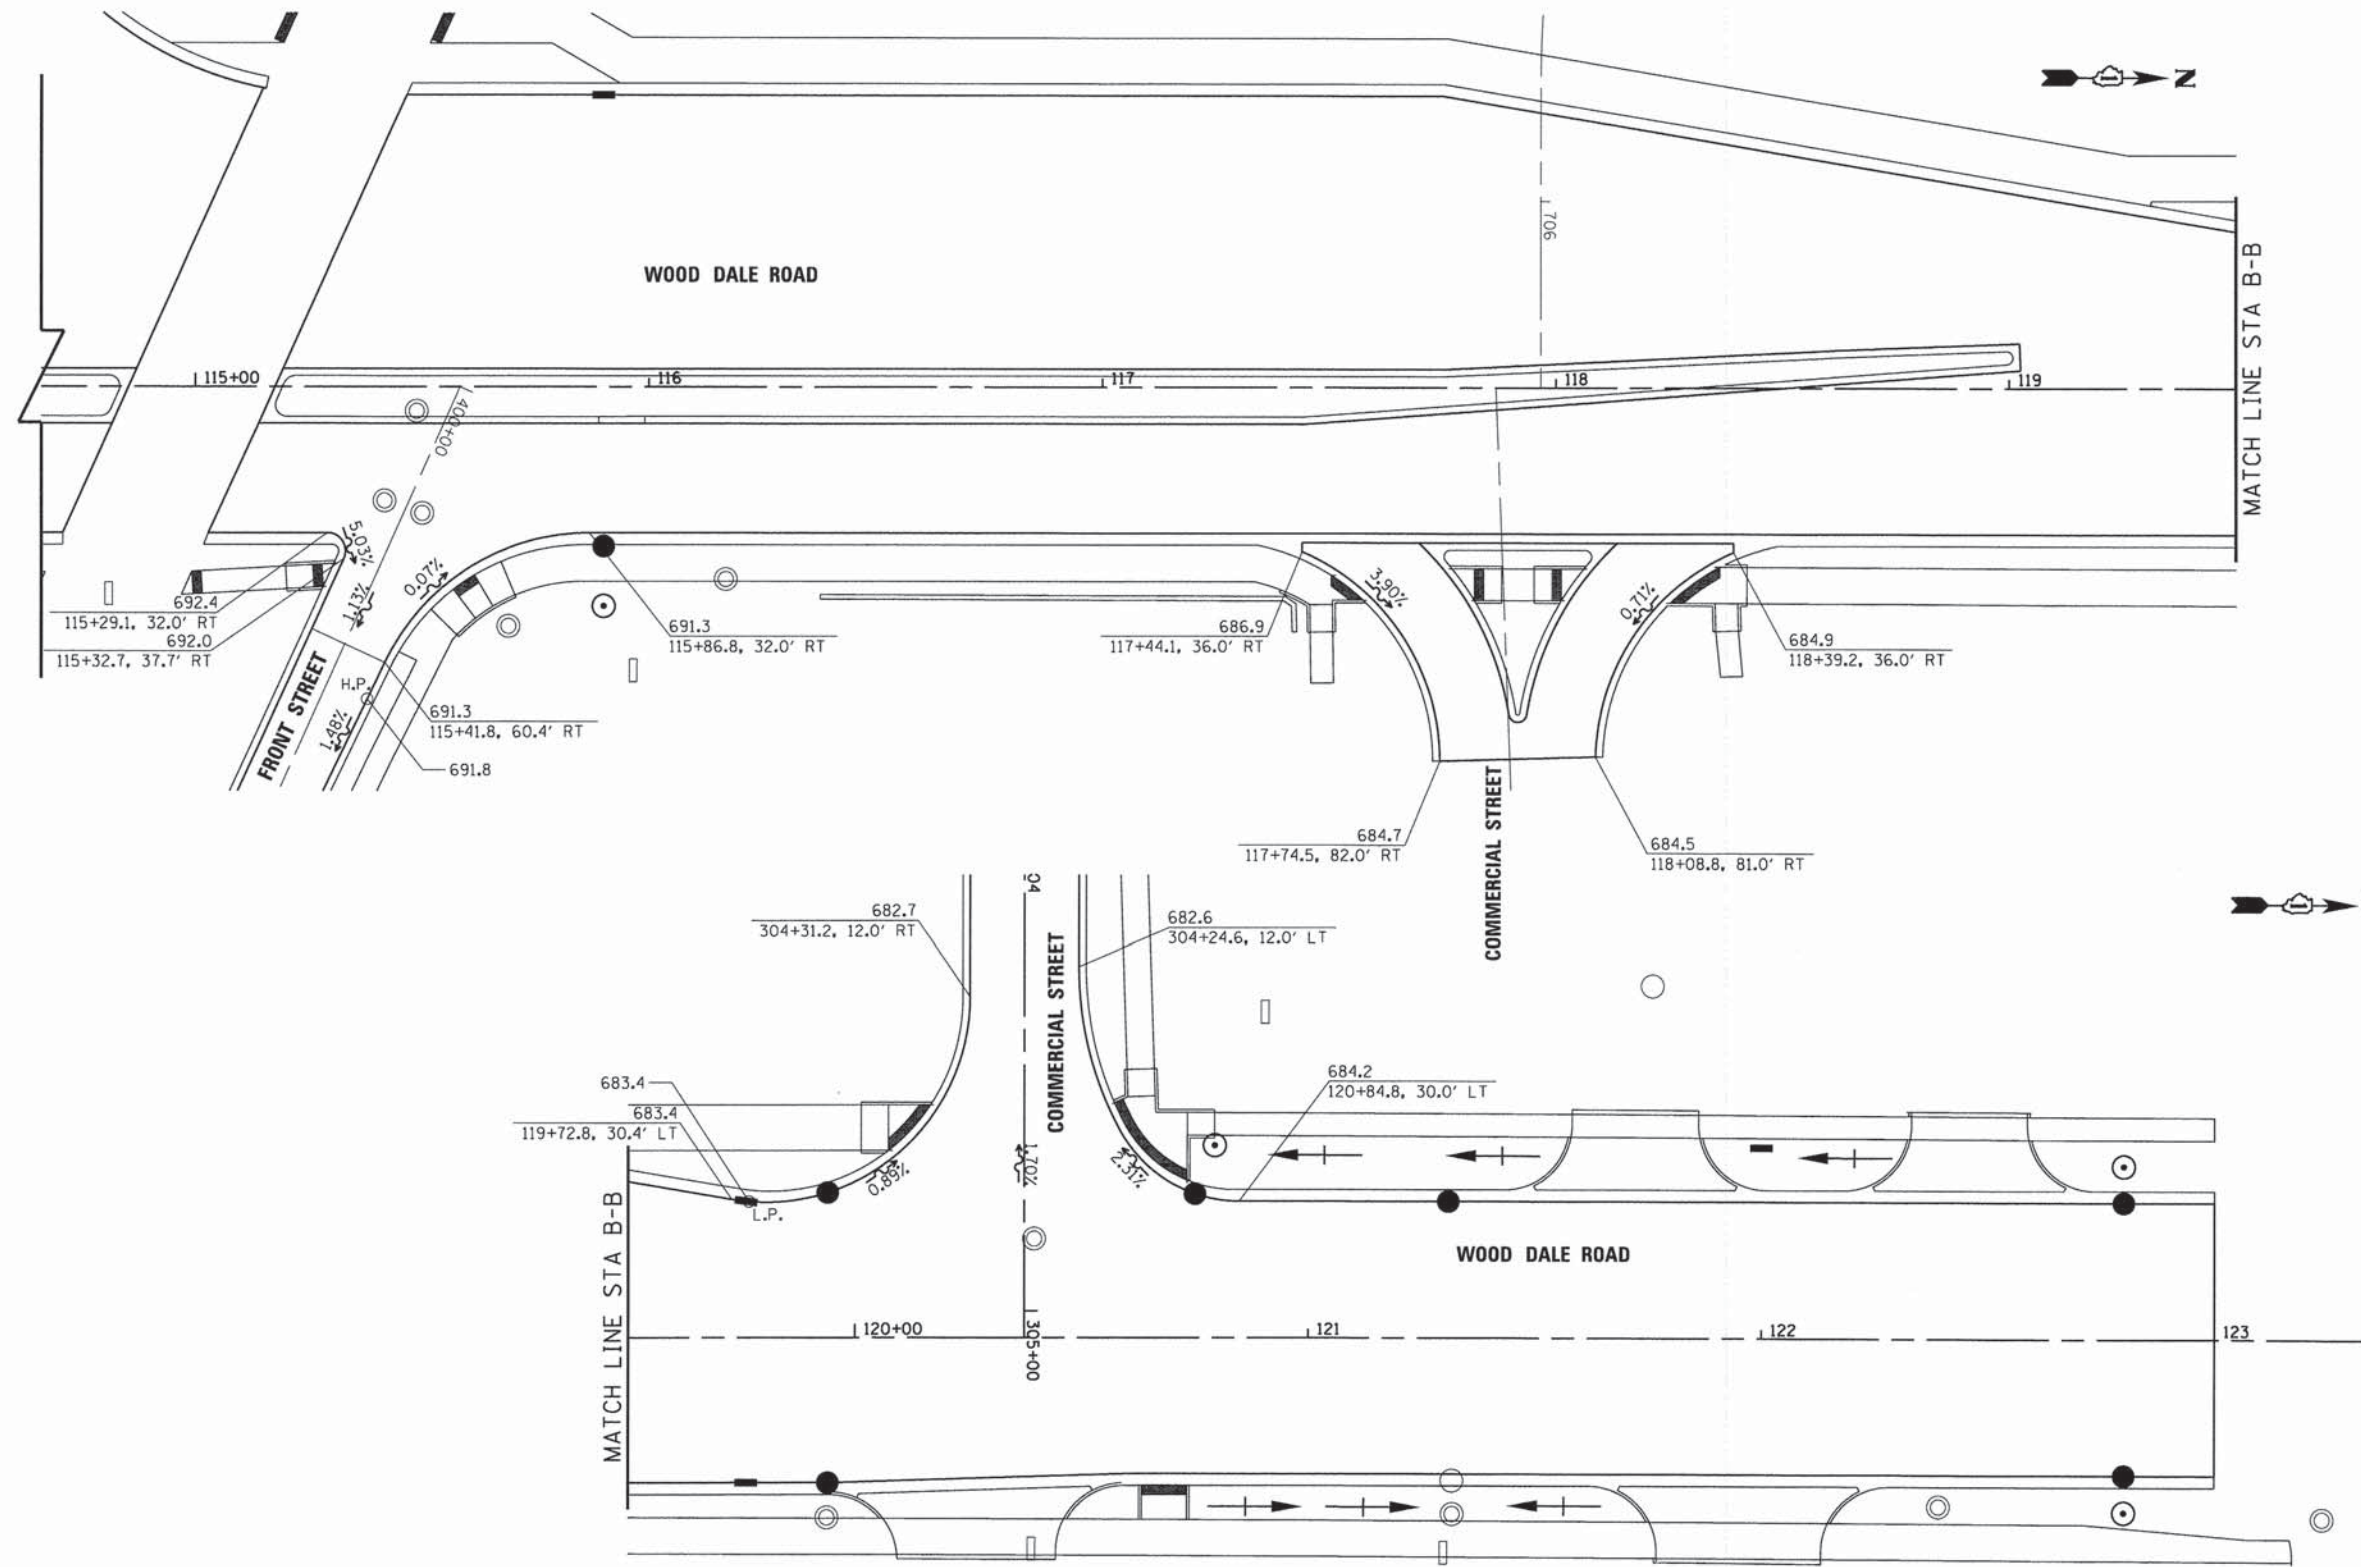 N
706
WOOD DALE ROAD
MATCH LINE STA B-B
115+00
116
117
118
119
400+00
5.03%
0.07%
1.13%
3.90%
0.71%
692.4
115+29.1, 32.0' RT
692.0
115+32.7, 37.7' RT
691.3
115+86.8, 32.0' RT
686.9
117+44.1, 36.0' RT
684.9
118+39.2, 36.0' RT
H.P.
FRONT STREET
1.48%
691.3
115+41.8, 60.4' RT
691.8
COMMERCIAL STREET
684.7
117+74.5, 82.0' RT
684.5
118+08.8, 81.0' RT
04
682.7
304+31.2, 12.0' RT
682.6
304+24.6, 12.0' LT
COMMERCIAL STREET
683.4
683.4
119+72.8, 30.4' LT
684.2
120+84.8, 30.0' LT
0.89%
1.70%
2.31%
L.P.
MATCH LINE STA B-B
WOOD DALE ROAD
120+00
305+00
121
122
123